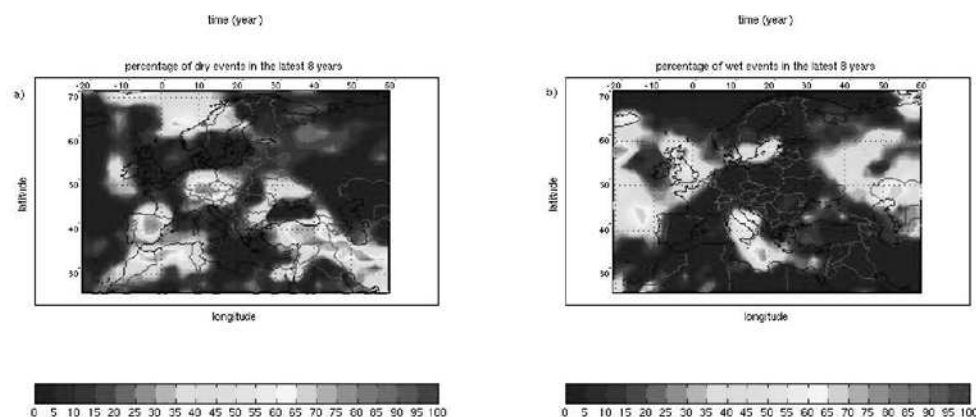 time (year)
percentage of dry events in the latest 8 years
a)
-20 -10 0 10 20 30 40 50 60
70
60
50
40
30
latitude
longitude
0 5 10 15 20 25 30 35 40 45 50 55 60 65 70 75 80 85 90 95 100
time (year)
percentage of wet events in the latest 8 years
b)
-20 -10 0 10 20 30 40 50 60
70
60
50
40
30
latitude
longitude
0 5 10 15 20 25 30 35 40 45 50 55 60 65 70 75 80 85 90 95 100